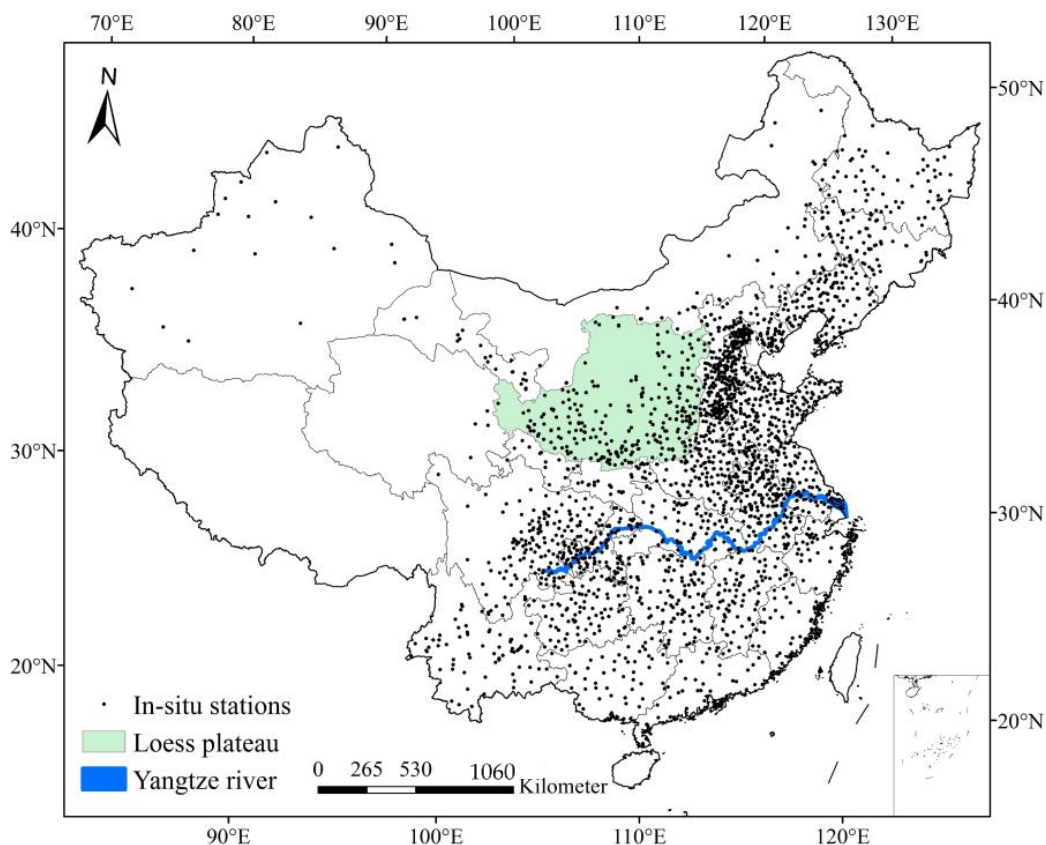 70°E 80°E 90°E 100°E 110°E 120°E 130°E
N
50°N
40°N
40°N
30°N
30°N
20°N
20°N
In-situ stations
Loess plateau
Yangtze river
0 265 530 1060
Kilometer
90°E 100°E 110°E 120°E